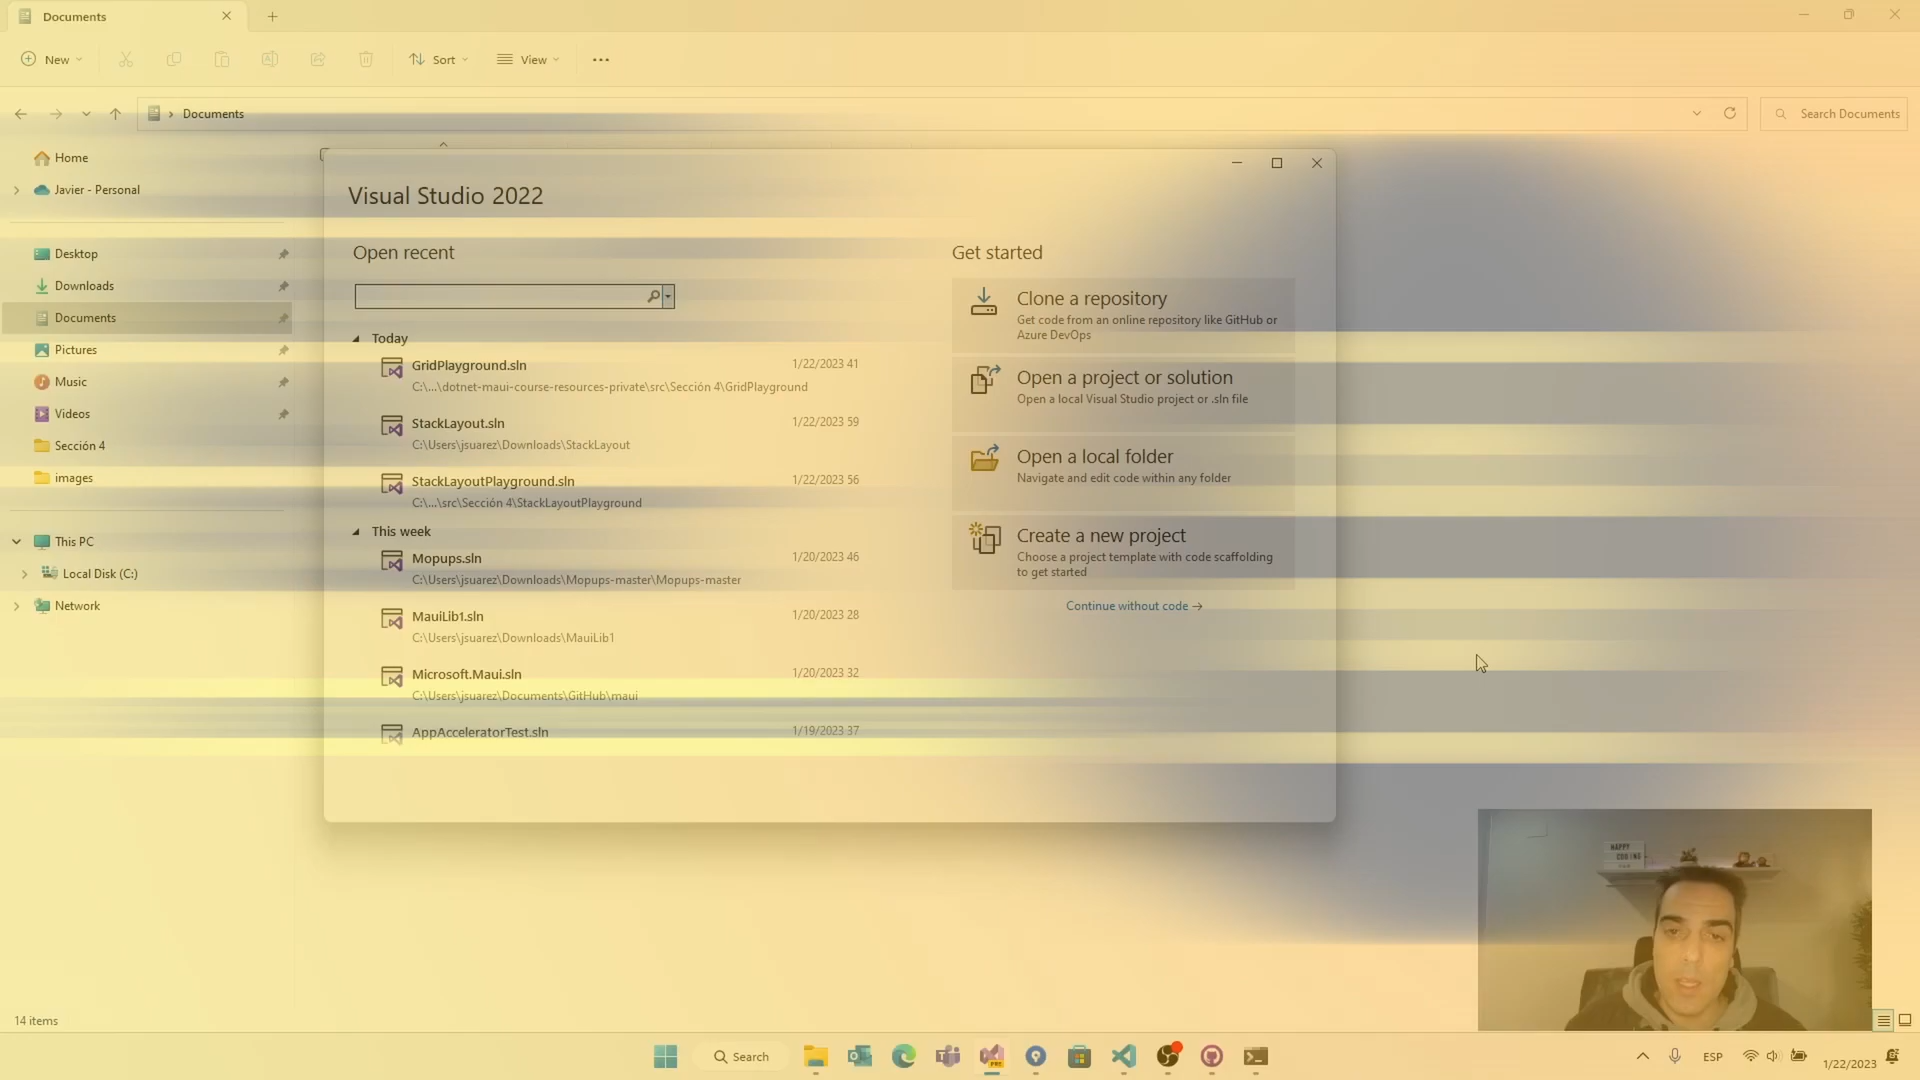 Documents
New
Sort
View
Documents
Search Documents
Home
Javier - Personal
Desktop
Downloads
Documents
Pictures
Music
Videos
Sección 4
images
This PC
Local Disk (C:)
Network
Visual Studio 2022
Open recent
Today
GridPlayground.sln 1/22/2023 41
C:\...\dotnet-maui-course-resources-private\src\Sección 4\GridPlayground
StackLayout.sln 1/22/2023 59
C:\Users\jsuarez\Downloads\StackLayout
StackLayoutPlayground.sln 1/22/2023 56
C:\...\src\Sección 4\StackLayoutPlayground
This week
Mopups.sln 1/20/2023 46
C:\Users\jsuarez\Downloads\Mopups-master\Mopups-master
MauiLib1.sln 1/20/2023 28
C:\Users\jsuarez\Downloads\MauiLib1
Microsoft.Maui.sln 1/20/2023 32
C:\Users\jsuarez\Documents\GitHub\maui
AppAcceleratorTest.sln 1/19/2023 37
Get started
Clone a repository
Get code from an online repository like GitHub or
Azure DevOps
Open a project or solution
Open a local Visual Studio project or .sln file
Open a local folder
Navigate and edit code within any folder
Create a new project
Choose a project template with code scaffolding
to get started
Continue without code →
HAPPY
CODING
14 items
Search
PRE
ESP
1/22/2023